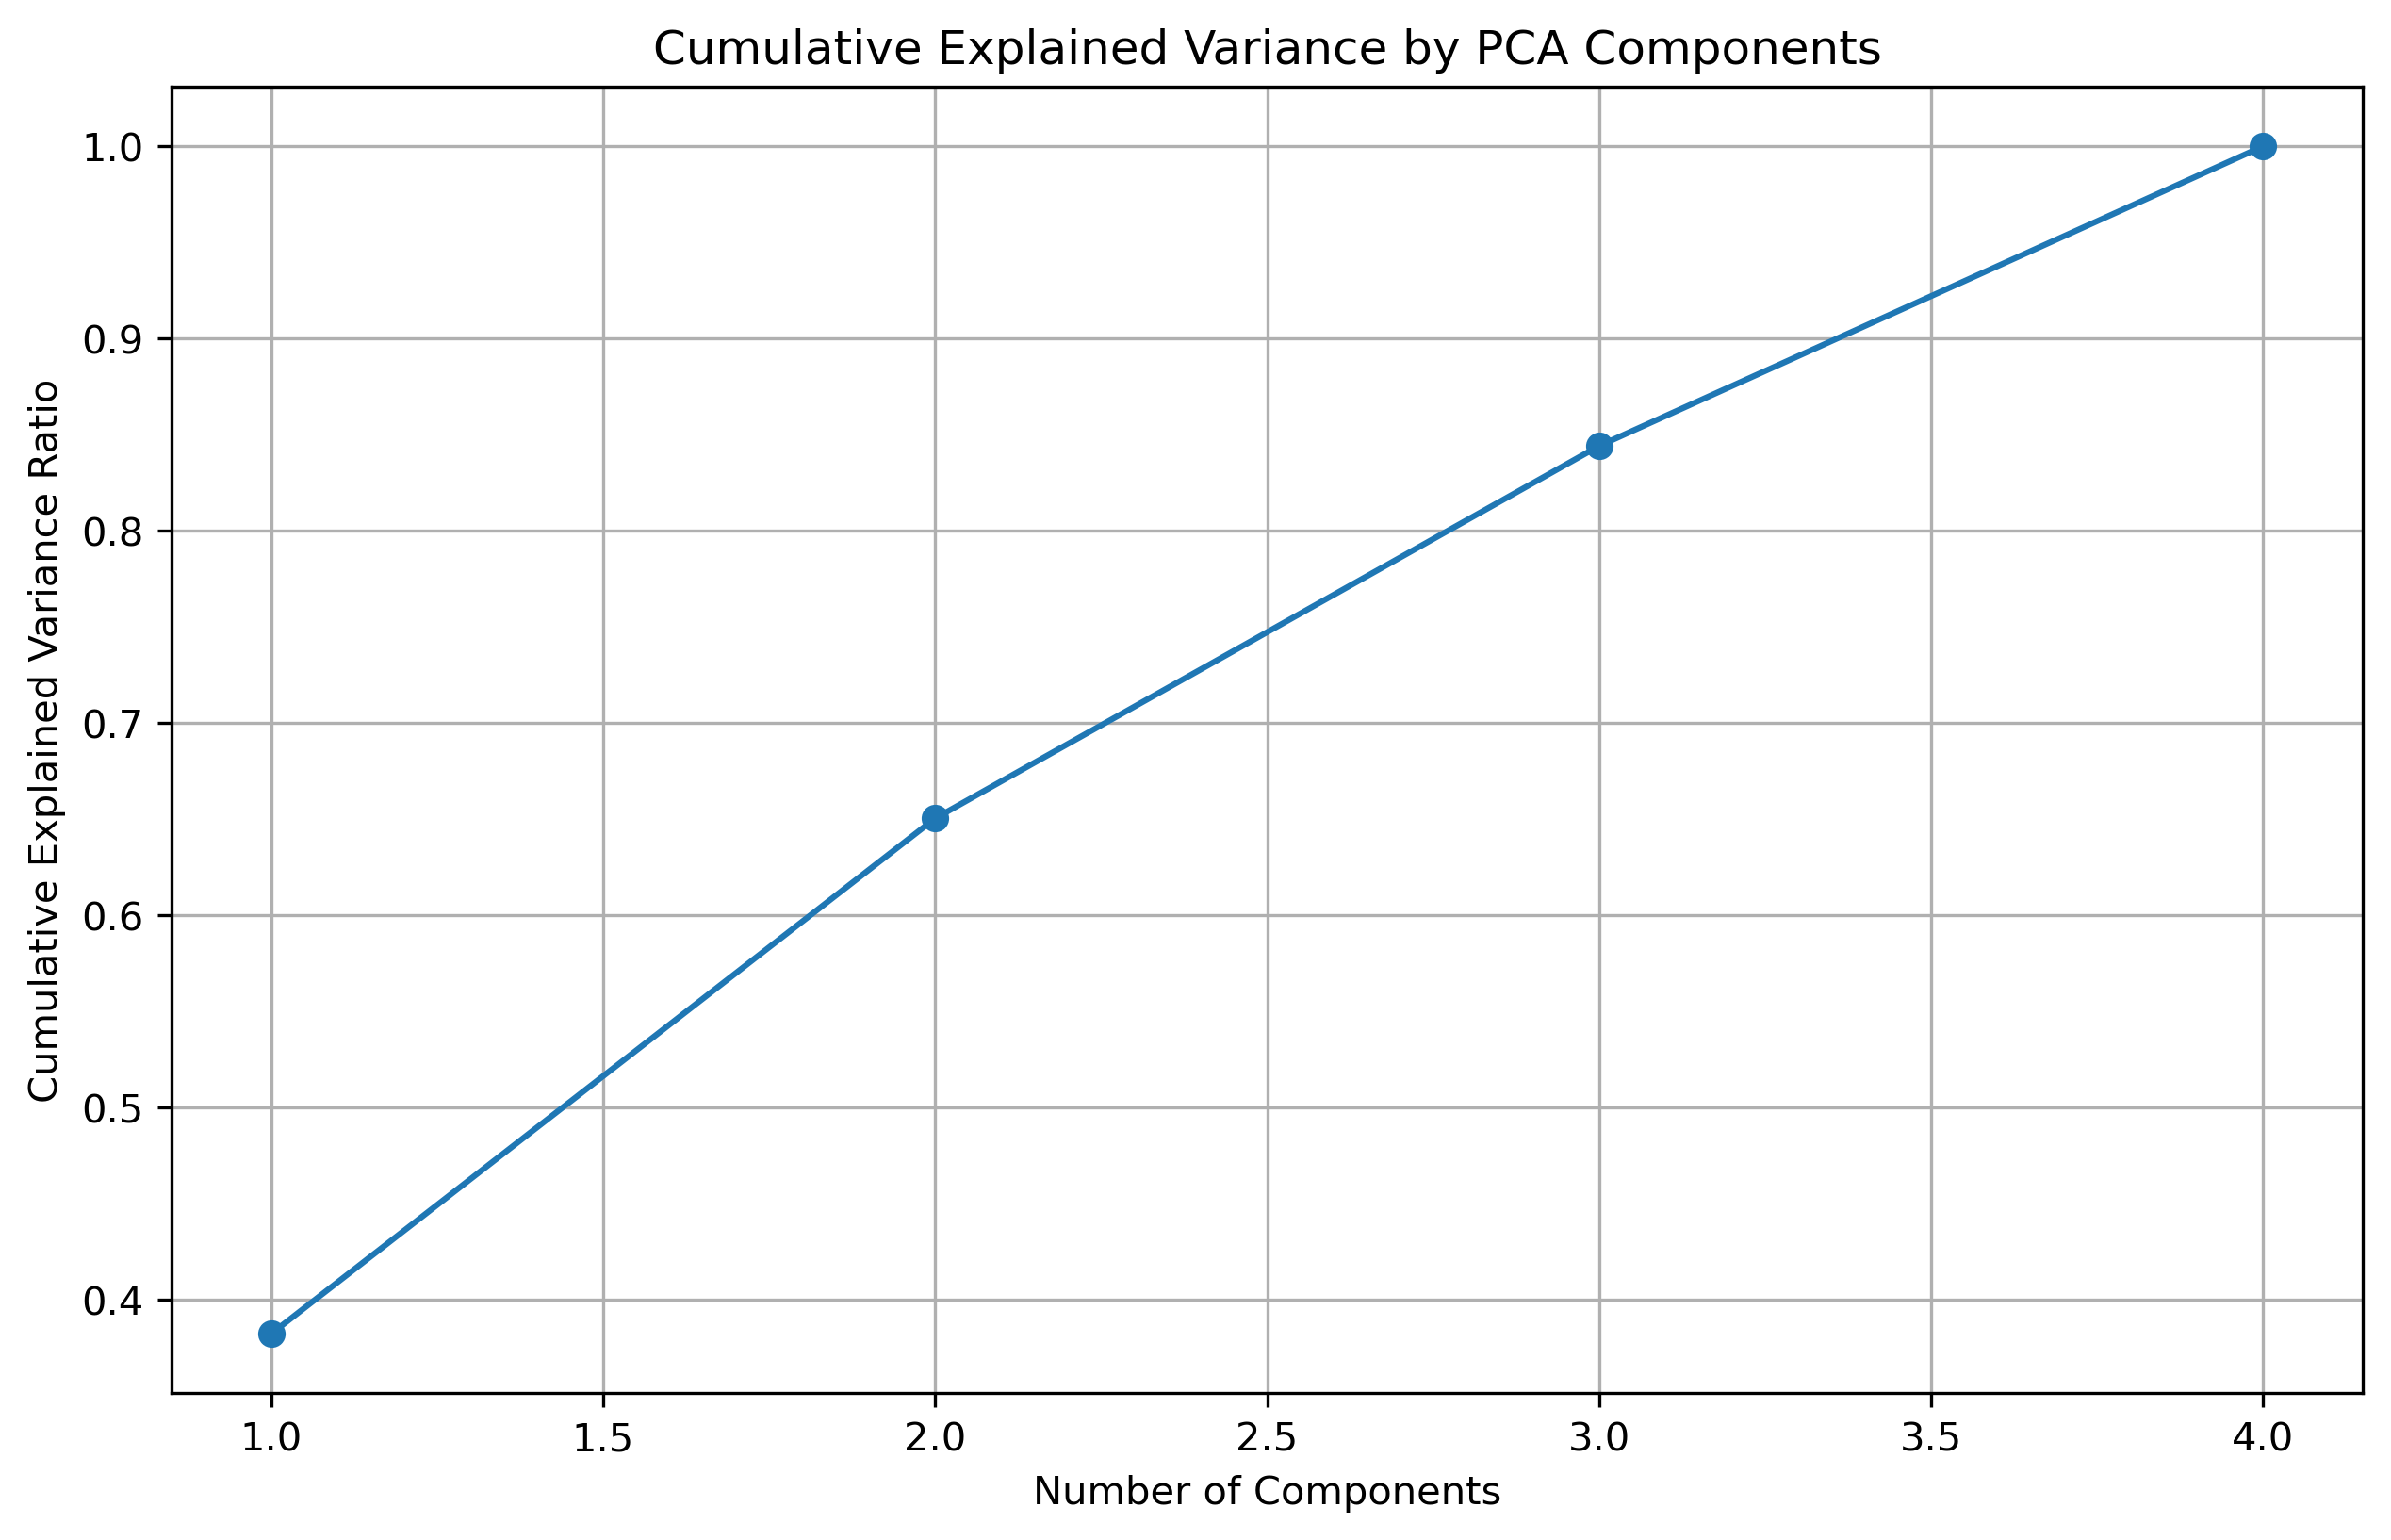 Cumulative Explained Variance by PCA Components
Cumulative Explained Variance Ratio
1.0
0.9
0.8
0.7
0.6
0.5
0.4
1.0 1.5 2.0 2.5 3.0 3.5 4.0
Number of Components